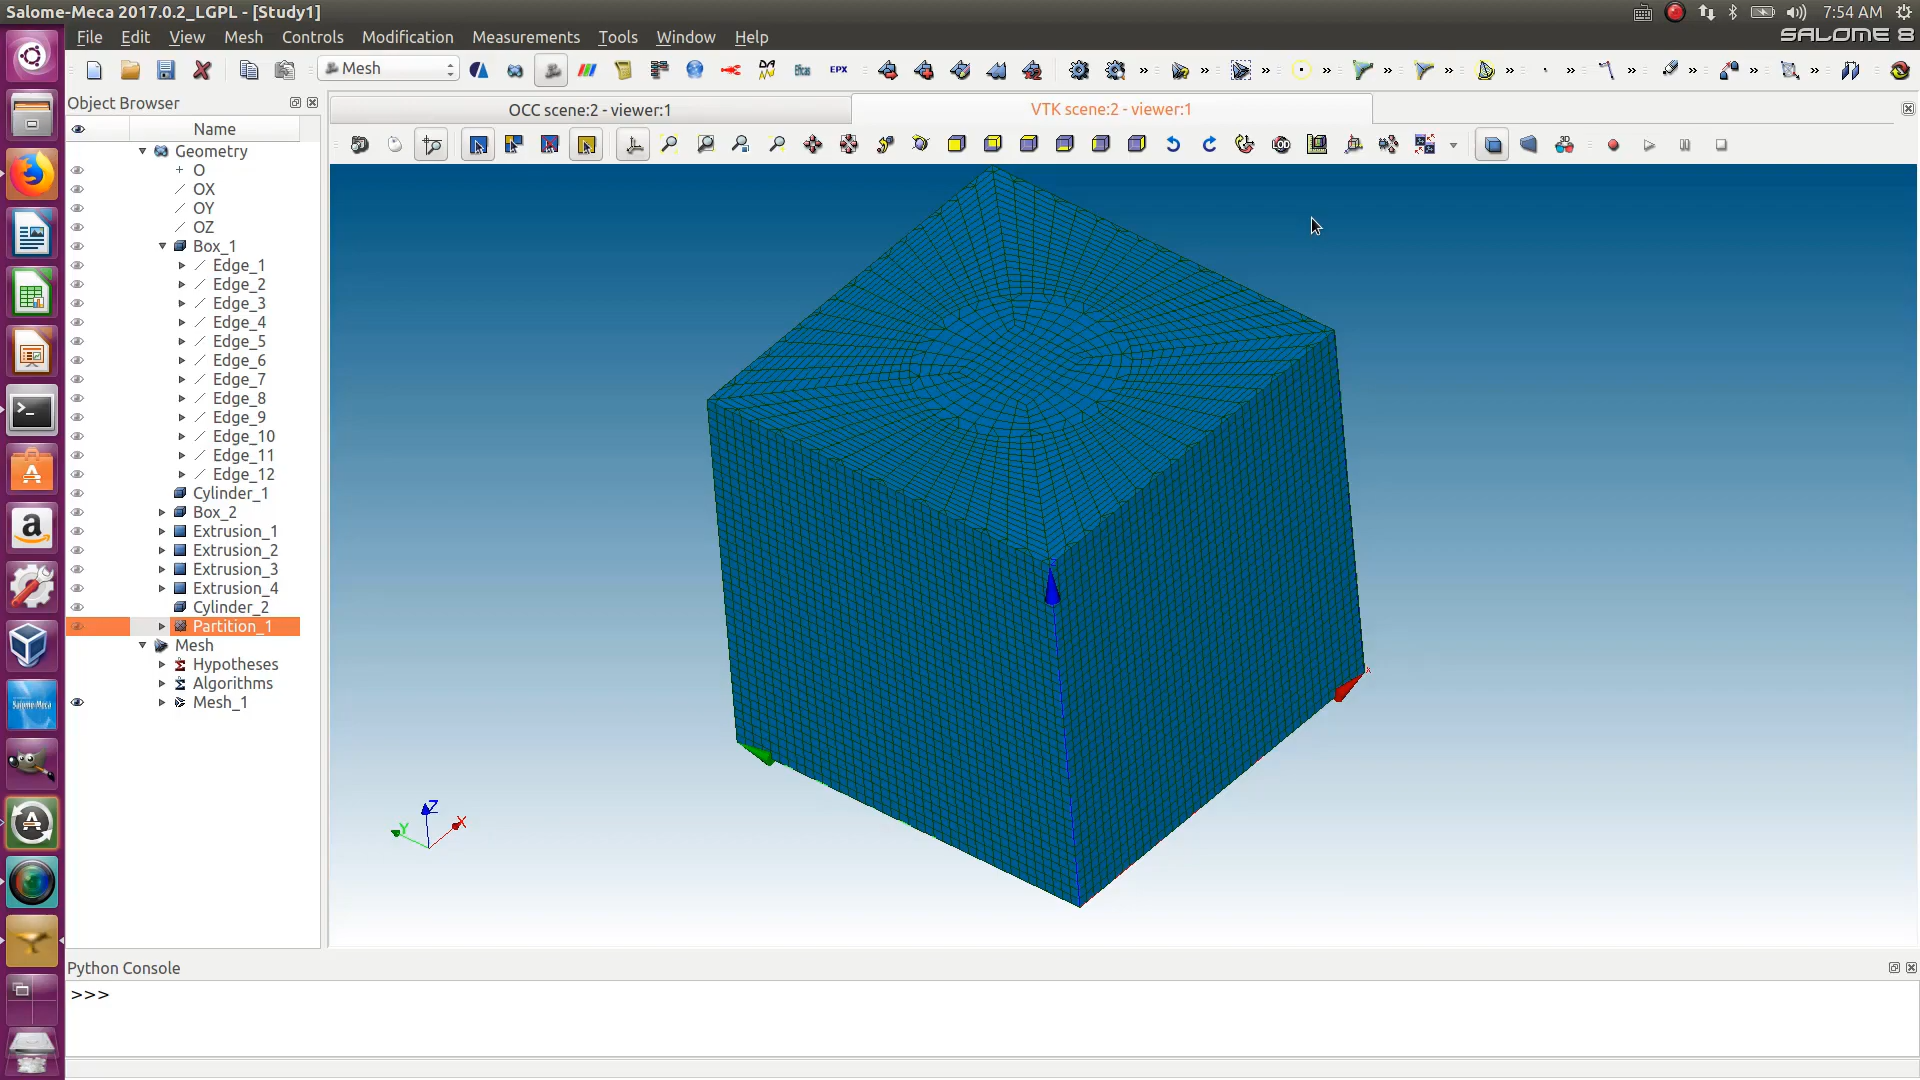 Salome-Meca 2017.0.2_LGPL - [Study1]
7:54 AM
File Edit View Mesh Controls Modification Measurements Tools Window Help
SALOME 8
Mesh
EPX
Object Browser
OCC scene:2 - viewer:1
VTK scene:2 - viewer:1
Name
LOD
Geometry
O
OX
OY
OZ
Box_1
Edge_1
Edge_2
Edge_3
Edge_4
Edge_5
Edge_6
Edge_7
Edge_8
Edge_9
Edge_10
Edge_11
Edge_12
Cylinder_1
Box_2
Extrusion_1
Extrusion_2
Extrusion_3
Extrusion_4
Cylinder_2
Partition_1
Mesh
Hypotheses
Algorithms
Mesh_1
Salome-Meca
X
Z
Y
X
Python Console
>>>